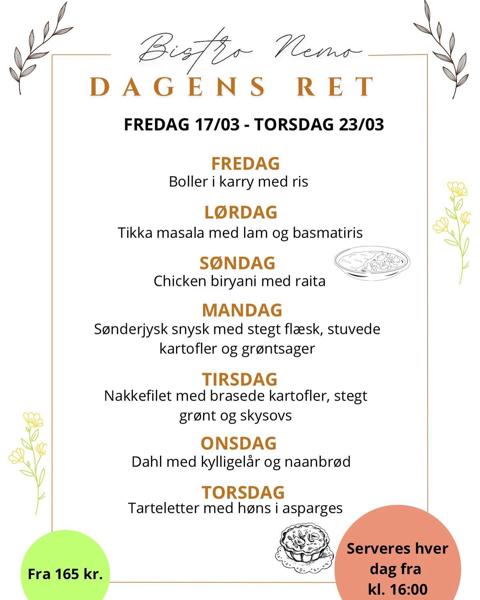 Bistro Nemo
DAGENS RET
FREDAG 17/03 - TORSDAG 23/03
FREDAG
Boller i karry med ris
LØRDAG
Tikka masala med lam og basmatiris
SØNDAG
Chicken biryani med raita
MANDAG
Sønderjysk snysk med stegt flæsk, stuvede
kartofler og grøntsager
TIRSDAG
Nakkefilet med brasede kartofler, stegt
grønt og skysovs
ONSDAG
Dahl med kyllingelår og naanbrød
TORSDAG
Tarteletter med høns i asparges
Fra 165 kr.
Serveres hver
dag fra
kl. 16:00